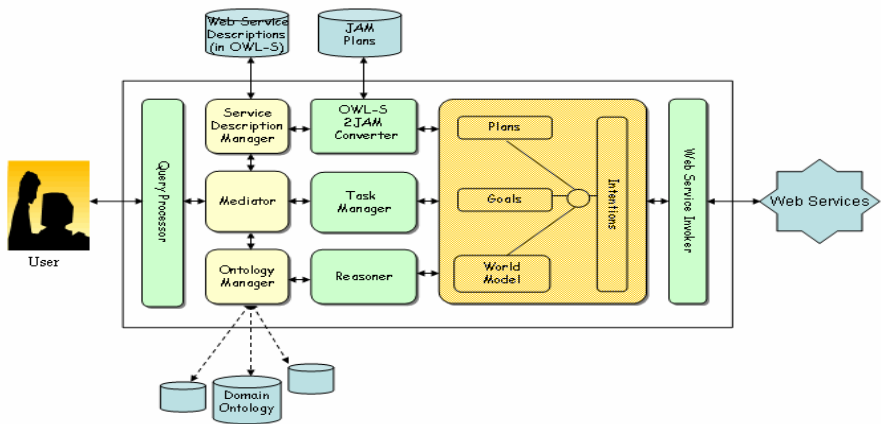 Web Service
Descriptions
(in OWL-S)
JAM
Plans
Service
Description
Manager
OWL-S
2JAM
Converter
Plans
Query Processor
Mediator
Task
Manager
Goals
Intentions
Web Service Invoker
Web Services
User
Ontology
Manager
Reasoner
World
Model
Domain
Ontology